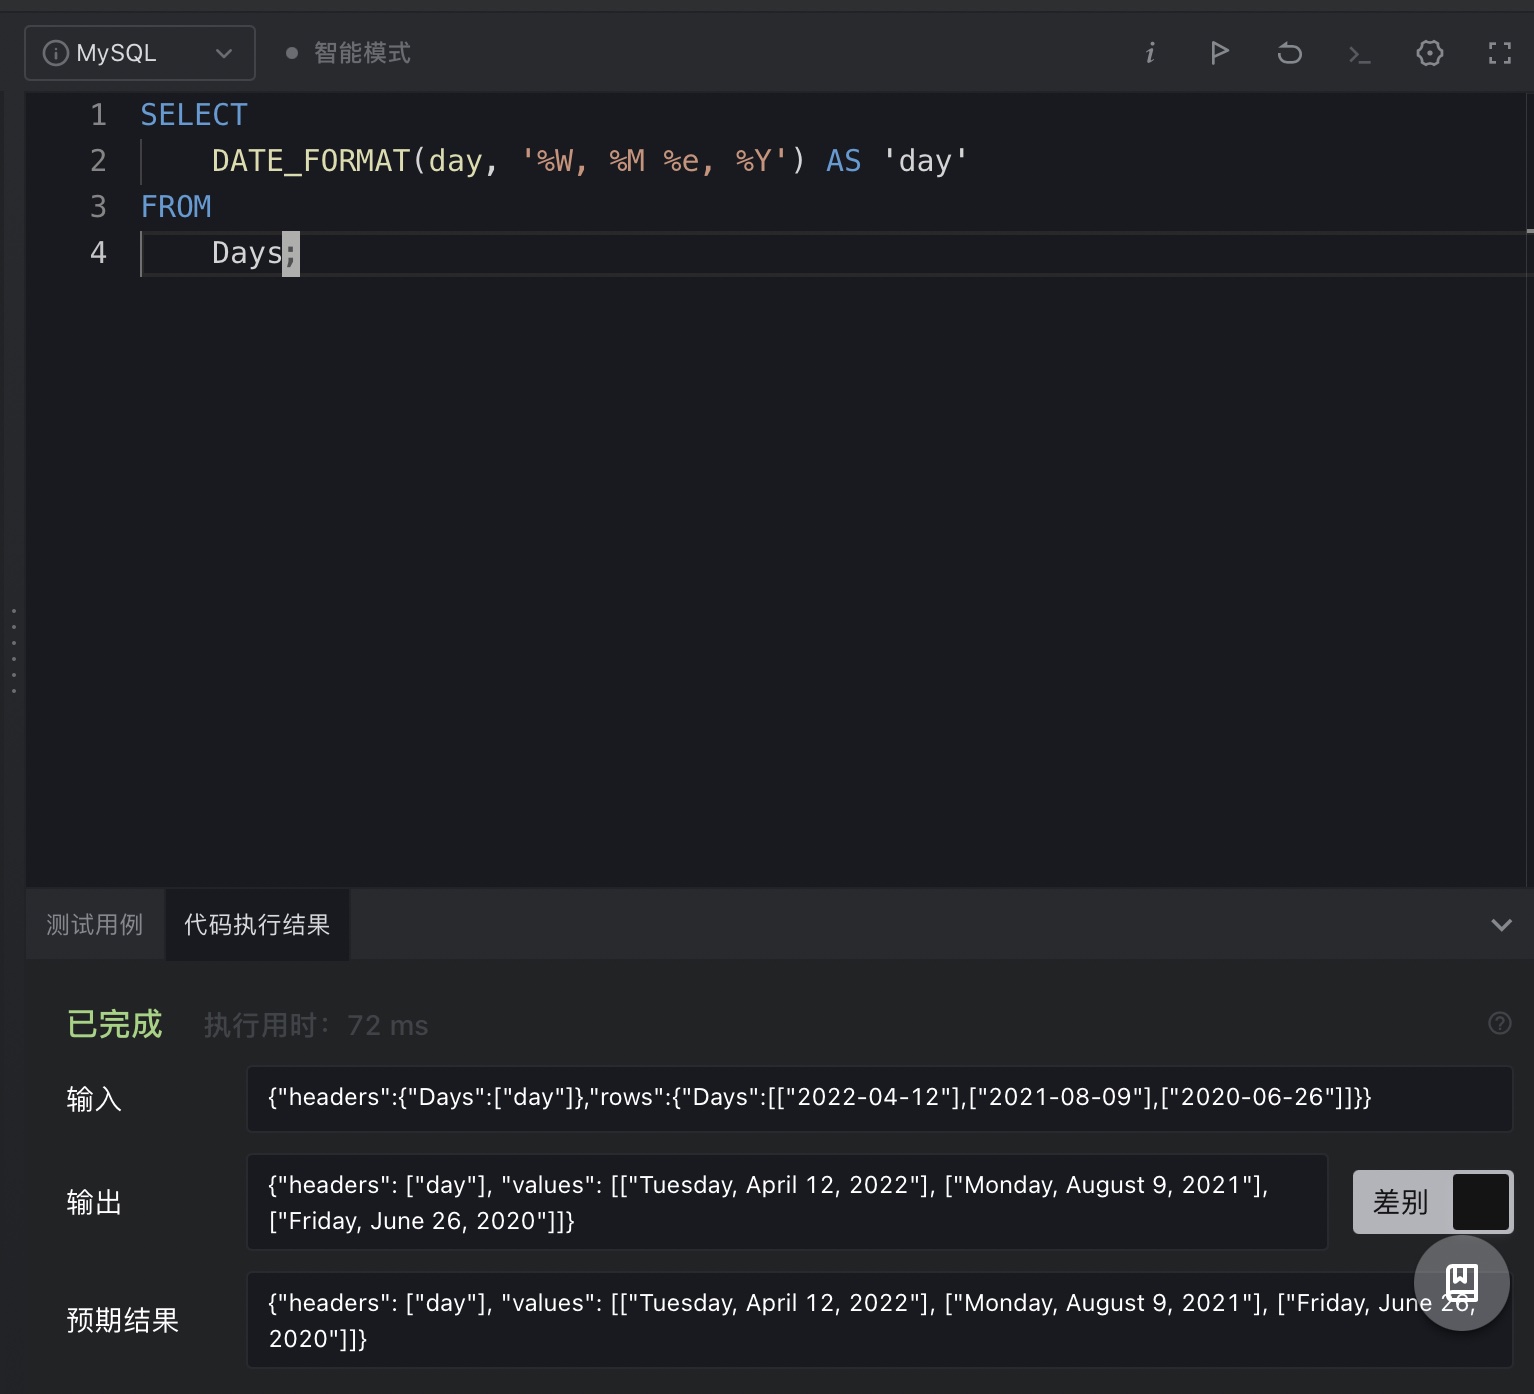 MySQL
智能模式
1 SELECT
2 DATE_FORMAT(day, '%W, %M %e, %Y') AS 'day'
3 FROM
4 Days;
测试用例
代码执行结果
已完成
执行用时：72 ms
输入
{"headers":{"Days":["day"]},"rows":{"Days":[["2022-04-12"],["2021-08-09"],["2020-06-26"]]}}
输出
{"headers": ["day"], "values": [["Tuesday, April 12, 2022"], ["Monday, August 9, 2021"],
["Friday, June 26, 2020"]]}
差别
预期结果
{"headers": ["day"], "values": [["Tuesday, April 12, 2022"], ["Monday, August 9, 2021"], ["Friday, June 26,
2020"]]}